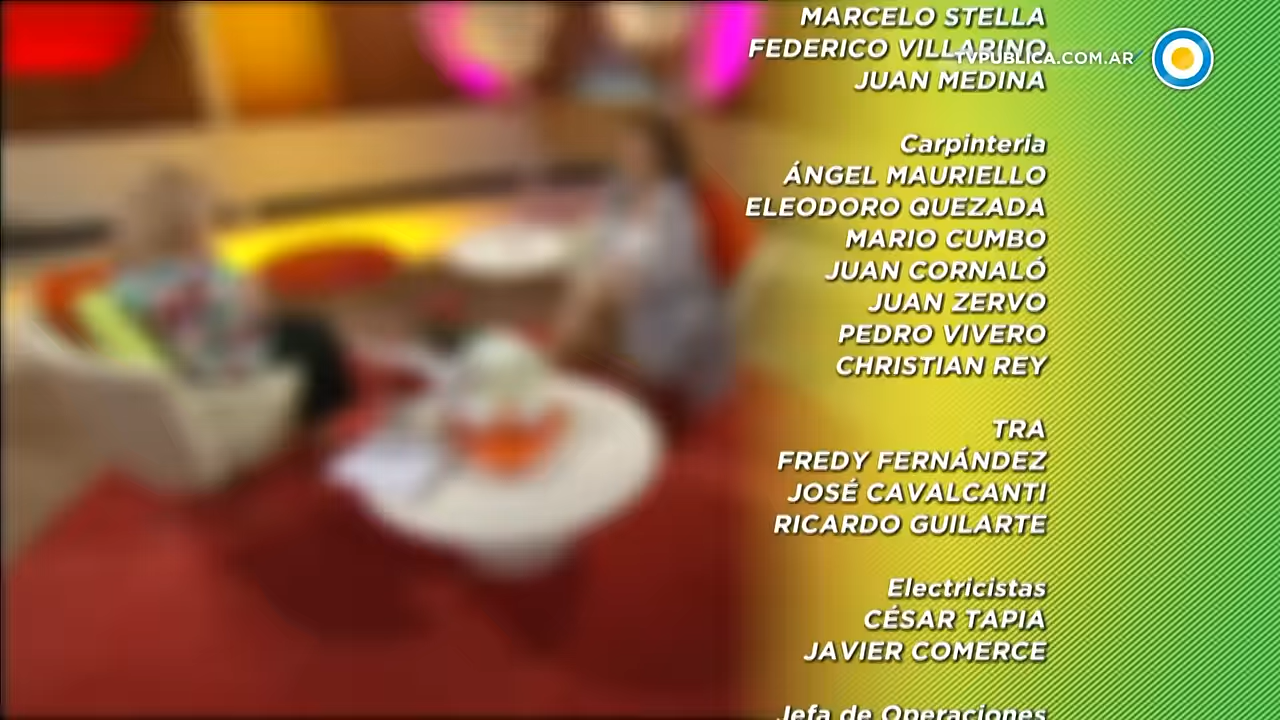 MARCELO STELLA
FEDERICO VILLARINO
TVPUBLICA.COM.AR
JUAN MEDINA
Carpinteria
ÁNGEL MAURIELLO
ELEODORO QUEZADA
MARIO CUMBO
JUAN CORNALÓ
JUAN ZERVO
PEDRO VIVERO
CHRISTIAN REY
TRA
FREDY FERNÁNDEZ
JOSÉ CAVALCANTI
RICARDO GUILARTE
Electricistas
CÉSAR TAPIA
JAVIER COMERCE
Jefa de Operaciones